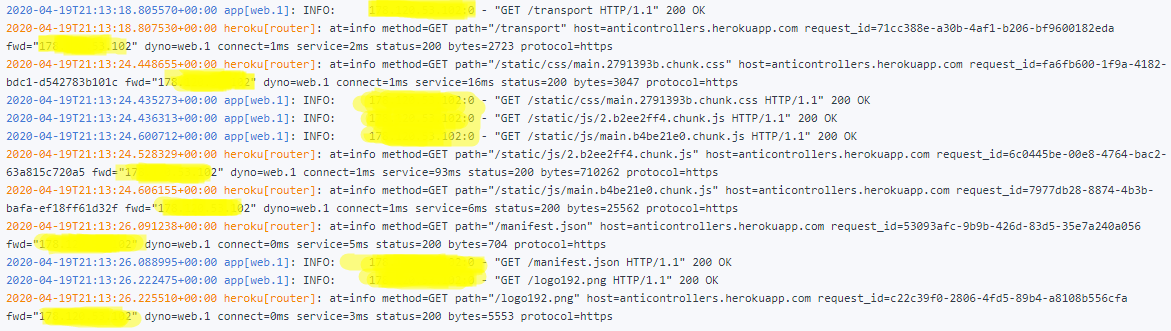 2020-04-19T21:13:18.805570+00:00 app[web.1]: INFO: :0 - "GET /transport HTTP/1.1" 200 OK
2020-04-19T21:13:18.807530+00:00 heroku[router]: at=info method=GET path="/transport" host=anticontrollers.herokuapp.com request_id=71cc388e-a30b-4af1-b206-bf9600182eda
fwd="178 .102" dyno=web.1 connect=1ms service=2ms status=200 bytes=2723 protocol=https
2020-04-19T21:13:24.448655+00:00 heroku[router]: at=info method=GET path="/static/css/main.2791393b.chunk.css" host=anticontrollers.herokuapp.com request_id=fa6fb600-1f9a-4182-
bdc1-d542783b101c fwd="178. 2" dyno=web.1 connect=1ms service=16ms status=200 bytes=3047 protocol=https
2020-04-19T21:13:24.435273+00:00 app[web.1]: INFO: 102:0 - "GET /static/css/main.2791393b.chunk.css HTTP/1.1" 200 OK
2020-04-19T21:13:24.436313+00:00 app[web.1]: INFO: .102:0 - "GET /static/js/2.b2ee2ff4.chunk.js HTTP/1.1" 200 OK
2020-04-19T21:13:24.600712+00:00 app[web.1]: INFO: 17 102:0 - "GET /static/js/main.b4be21e0.chunk.js HTTP/1.1" 200 OK
2020-04-19T21:13:24.528329+00:00 heroku[router]: at=info method=GET path="/static/js/2.b2ee2ff4.chunk.js" host=anticontrollers.herokuapp.com request_id=6c0445be-00e8-4764-bac2-
63a815c720a5 fwd="17 02" dyno=web.1 connect=1ms service=93ms status=200 bytes=710262 protocol=https
2020-04-19T21:13:24.606155+00:00 heroku[router]: at=info method=GET path="/static/js/main.b4be21e0.chunk.js" host=anticontrollers.herokuapp.com request_id=7977db28-8874-4b3b-
bafa-ef18ff61d32f fwd="17 102" dyno=web.1 connect=1ms service=6ms status=200 bytes=25562 protocol=https
2020-04-19T21:13:26.091238+00:00 heroku[router]: at=info method=GET path="/manifest.json" host=anticontrollers.herokuapp.com request_id=53093afc-9b9b-426d-83d5-35e7a240a056
fwd="178. 02" dyno=web.1 connect=0ms service=5ms status=200 bytes=704 protocol=https
2020-04-19T21:13:26.088995+00:00 app[web.1]: INFO: 17 :0 - "GET /manifest.json HTTP/1.1" 200 OK
2020-04-19T21:13:26.222475+00:00 app[web.1]: INFO: - "GET /logo192.png HTTP/1.1" 200 OK
2020-04-19T21:13:26.225510+00:00 heroku[router]: at=info method=GET path="/logo192.png" host=anticontrollers.herokuapp.com request_id=c22c39f0-2806-4fd5-89b4-a8108b556cfa
fwd="178. 02" dyno=web.1 connect=0ms service=3ms status=200 bytes=5553 protocol=https